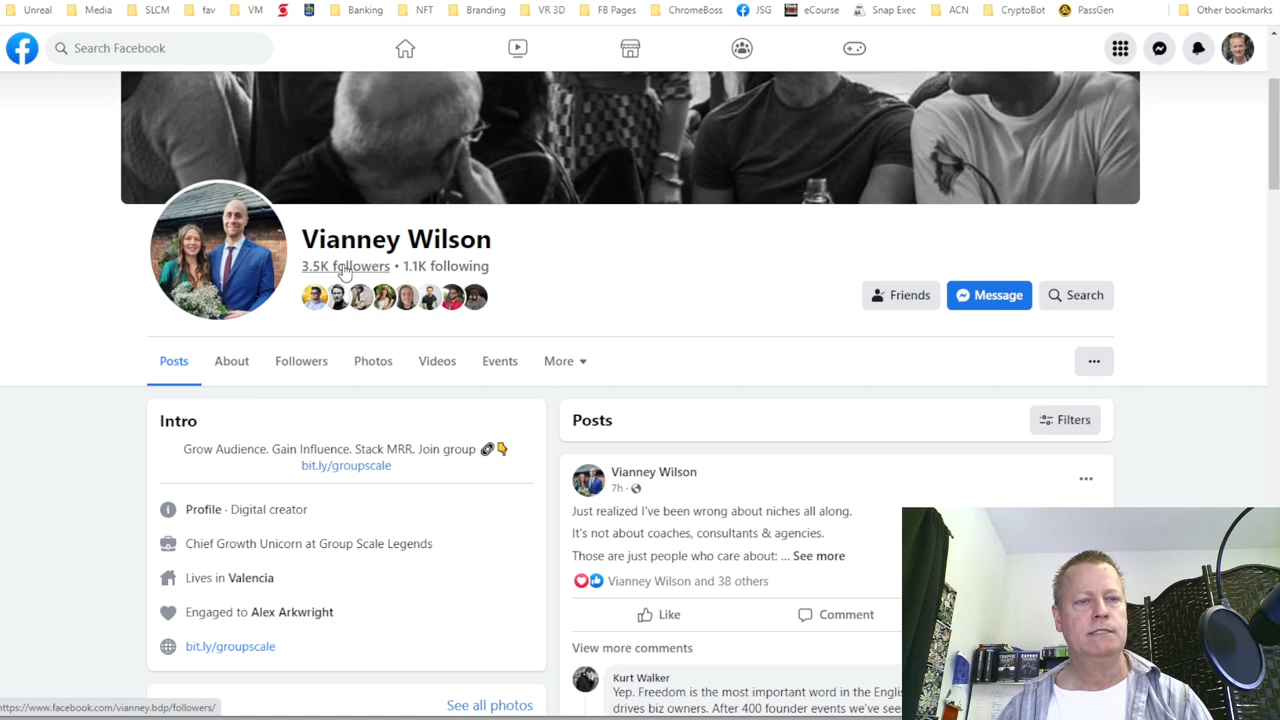 Unreal Media SLCM fav VM Banking NFT Branding VR 3D FB Pages ChromeBoss JSG eCourse Snap Exec ACN CryptoBot PassGen Other bookmarks
Search Facebook
Vianney Wilson
3.5K followers • 1.1K following
Friends Message Search
Posts About Followers Photos Videos Events More
Intro
Grow Audience. Gain Influence. Stack MRR. Join group
bit.ly/groupscale
Profile · Digital creator
Chief Growth Unicorn at Group Scale Legends
Lives in Valencia
Engaged to Alex Arkwright
bit.ly/groupscale
See all photos
https://www.facebook.com/vianney.bdp/followers/
Posts
Filters
Vianney Wilson
7h ·
Just realized I've been wrong about niches all along.
It's not about coaches, consultants & agencies.
Those are just people who care about: ... See more
Vianney Wilson and 38 others
Like Comment
View more comments
Kurt Walker
Yep. Freedom is the most important word in the
drives biz owners. After 400 founder events we've